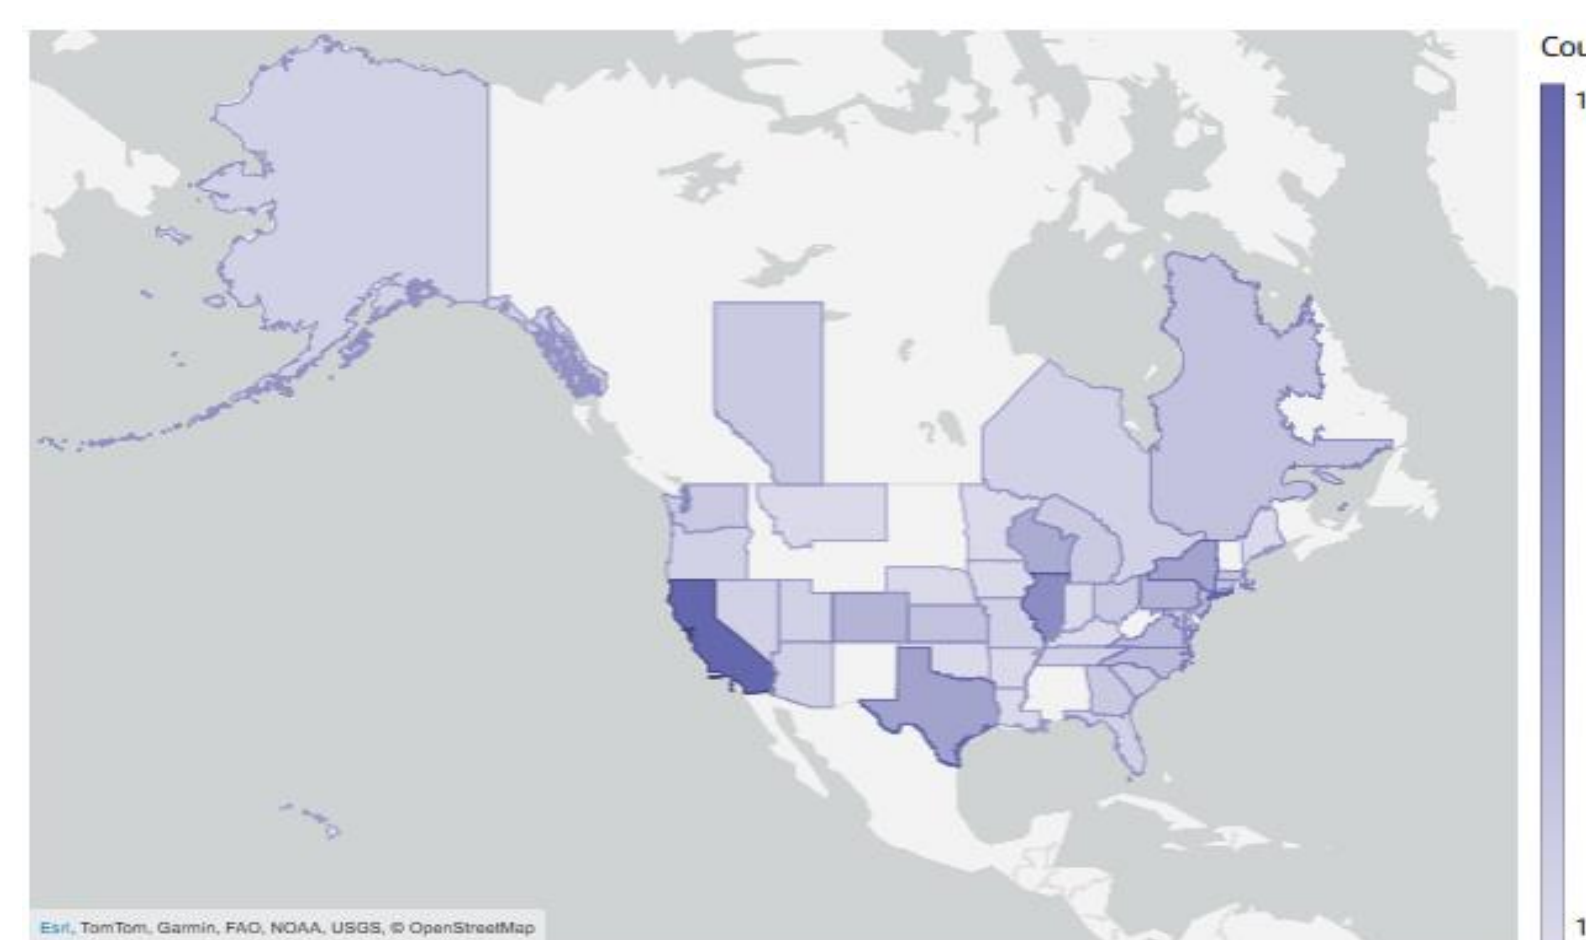 Cou
1
1
Esri, TomTom, Garmin, FAO, NOAA, USGS, © OpenStreetMap